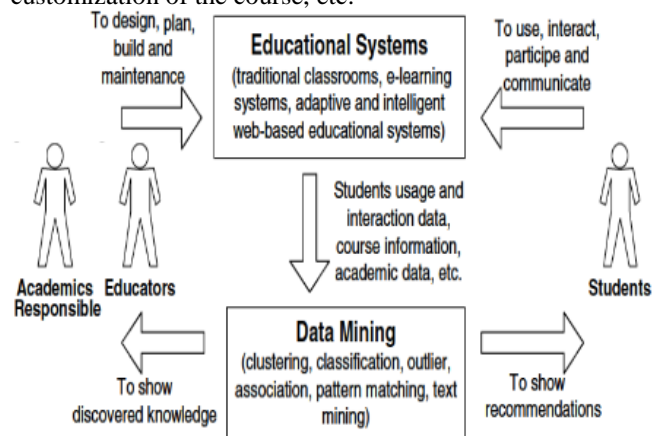 customization of the course, etc.
To design, plan,
build and
maintenance
Educational Systems
(traditional classrooms, e-learning
systems, adaptive and intelligent
web-based educational systems)
To use, interact,
participe and
communicate
Students usage and
interaction data,
course information,
academic data, etc.
Academics
Responsible
Educators
Students
Data Mining
(clustering, classification, outlier,
association, pattern matching, text
mining)
To show
discovered knowledge
To show
recommendations